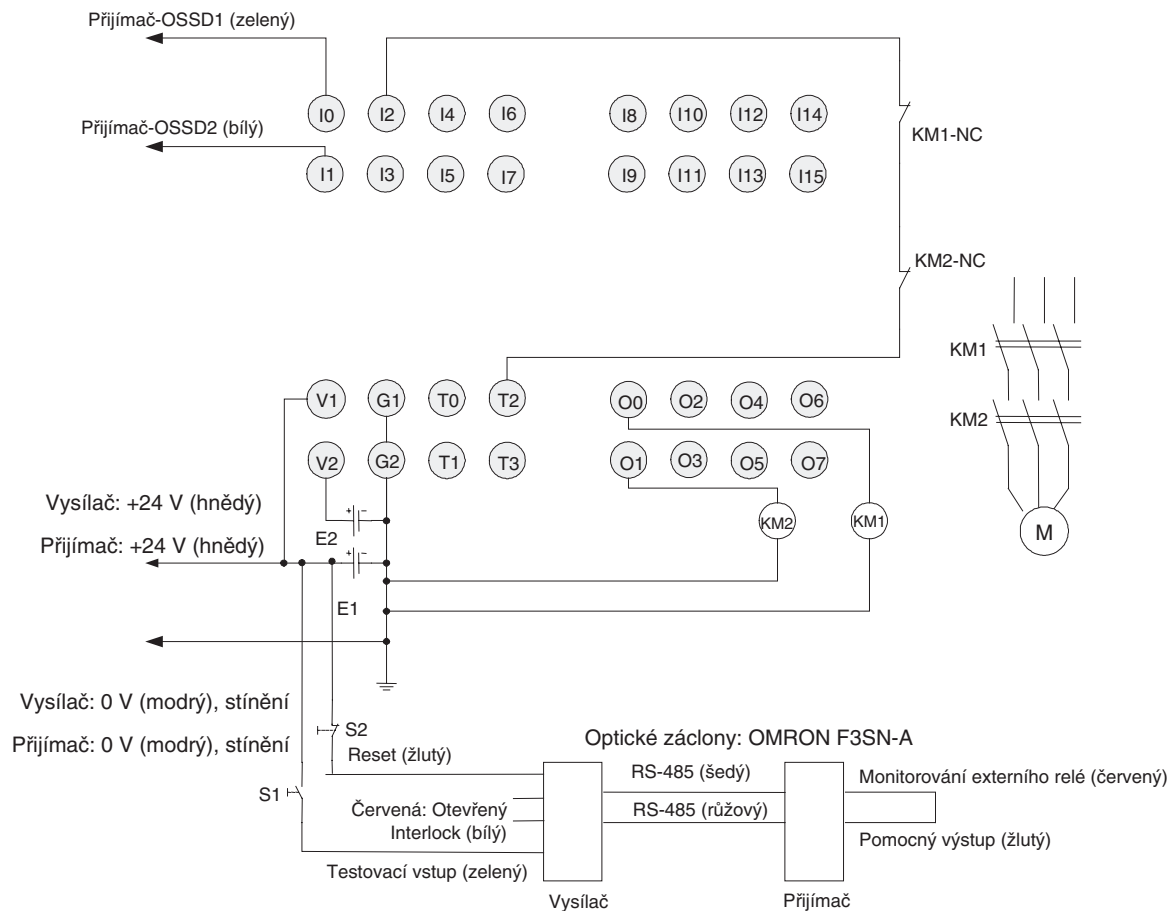 Přijímač-OSSD1 (zelený)
I0 I2 I4 I6 I8 I10 I12 I14
Přijímač-OSSD2 (bílý)
KM1-NC
I1 I3 I5 I7 I9 I11 I13 I15
KM2-NC
KM1
V1 G1 T0 T2 O0 O2 O4 O6
KM2
V2 G2 T1 T3 O1 O3 O5 O7
Vysílač: +24 V (hnědý)
+ –
E2
KM2
KM1
M
Přijímač: +24 V (hnědý)
+ –
E1
Vysílač: 0 V (modrý), stínění
Přijímač: 0 V (modrý), stínění
S2
Optické záclony: OMRON F3SN-A
Reset (žlutý)
RS-485 (šedý)
Monitorování externího relé (červený)
S1
Červená: Otevřený
RS-485 (růžový)
Interlock (bílý)
Pomocný výstup (žlutý)
Testovací vstup (zelený)
Vysílač
Přijímač